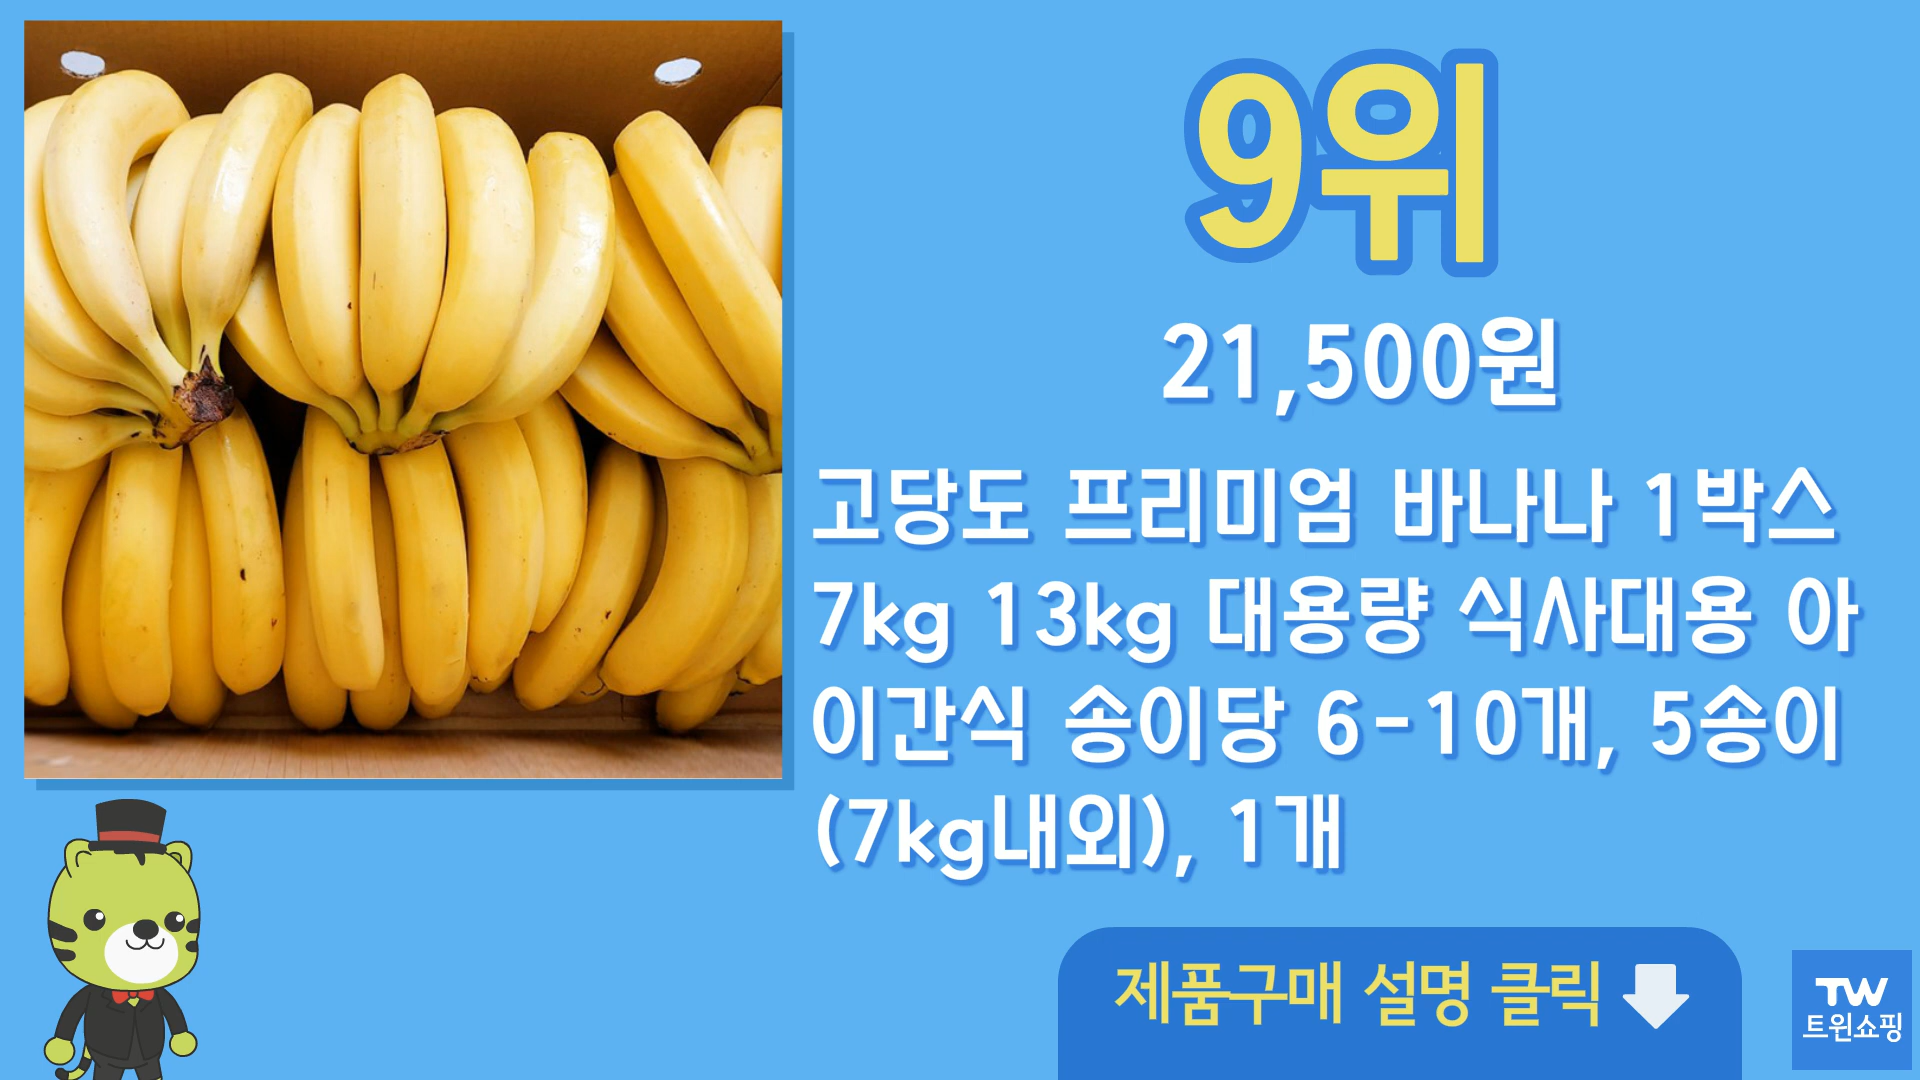 9위
21,500원
고당도 프리미엄 바나나 1박스
7kg 13kg 대용량 식사대용 아
이간식 송이당 6-10개, 5송이
(7kg내외), 1개
제품구매 설명 클릭
TW
트윈쇼핑